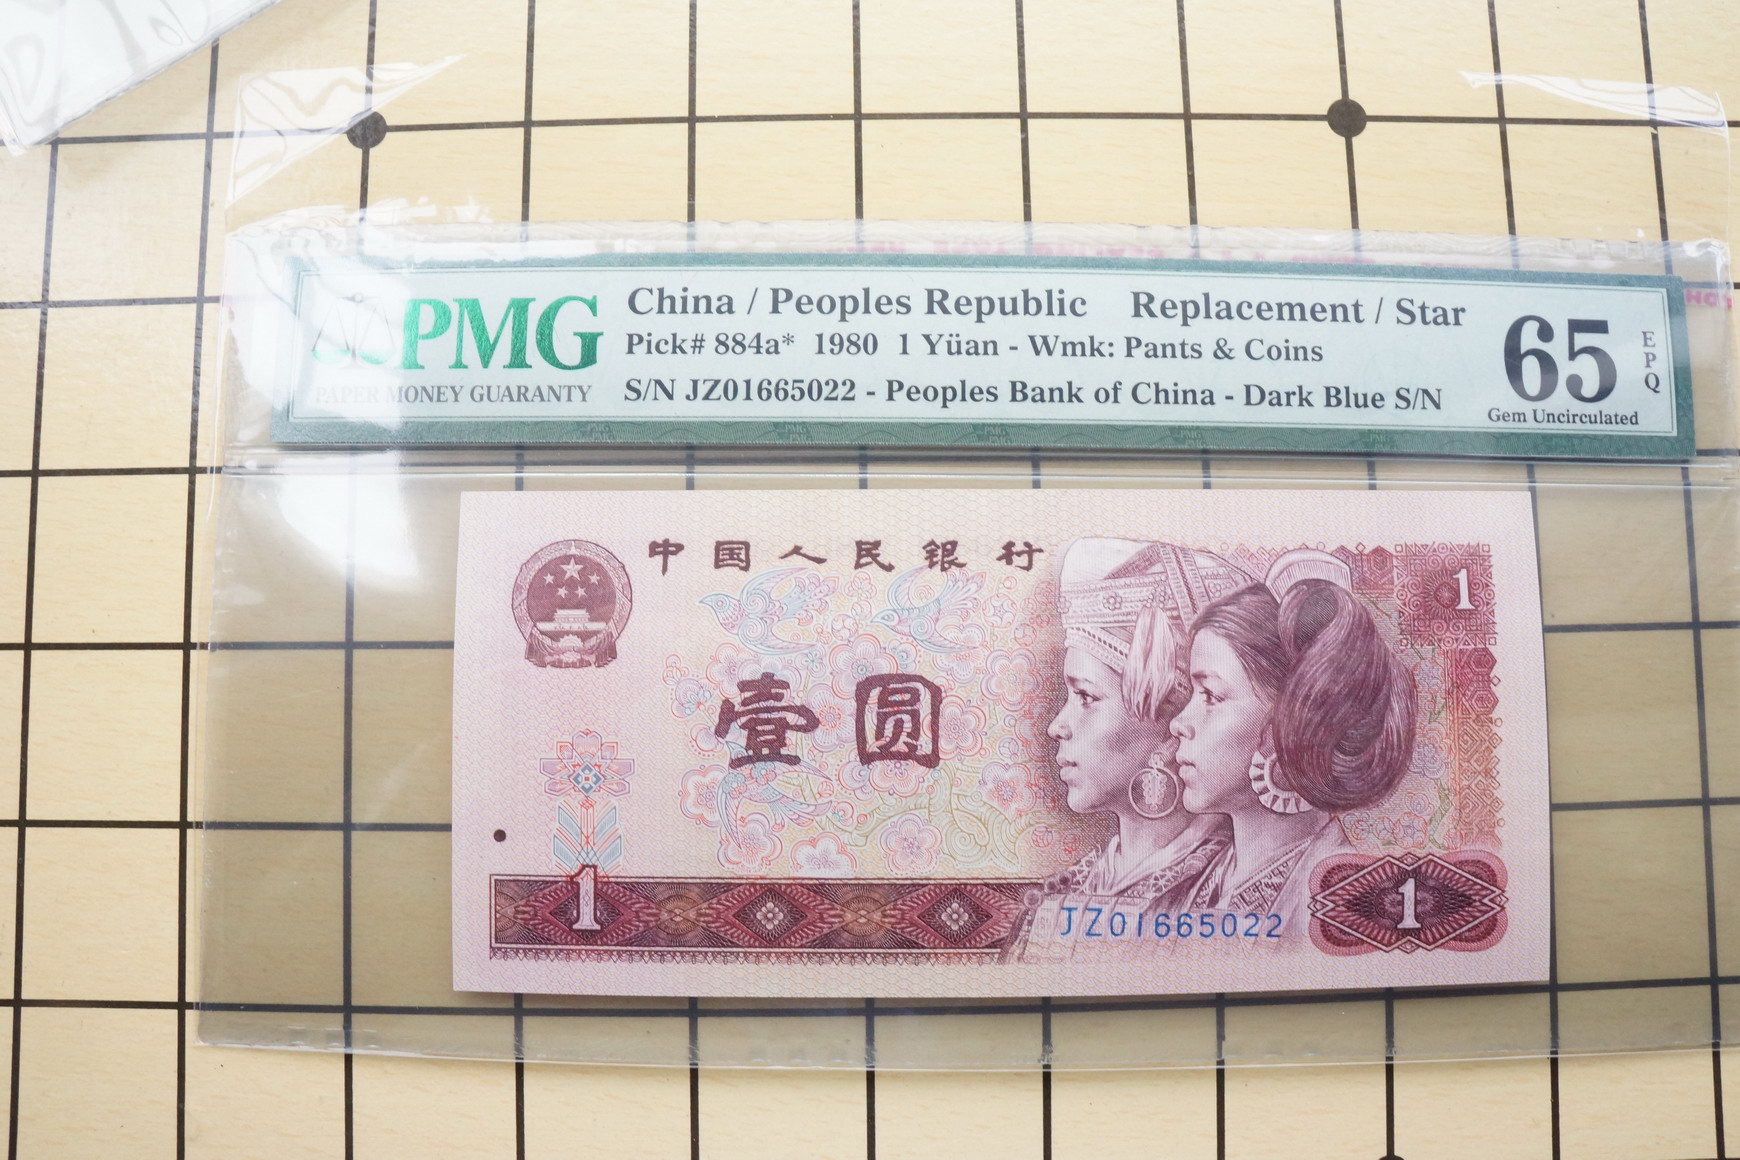 China / Peoples Republic Replacement / Star
PMG
Pick# 884a* 1980 1 Yüan - Wmk: Pants & Coins
65
EPQ
PAPER MONEY GUARANTY
S/N JZ01665022 - Peoples Bank of China - Dark Blue S/N
Gem Uncirculated
中国人民银行
1
壹圆
1
JZ01665022
1